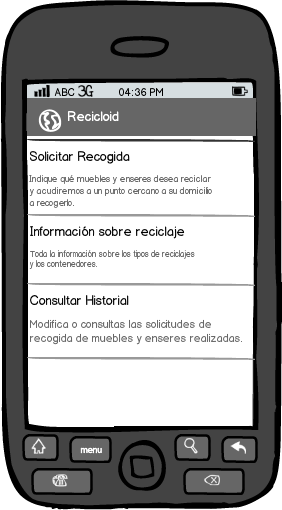 ABC 3G 04:36 PM
Recicloid
Solicitar Recogida
Indique qué muebles y enseres desea reciclar
y acudiremos a un punto cercano a su domicilio
a recogerlo.
Información sobre reciclaje
Toda la información sobre los tipos de reciclajes
y los contenedores.
Consultar Historial
Modifica o consultas las solicitudes de
recogida de muebles y enseres realizadas.
menu